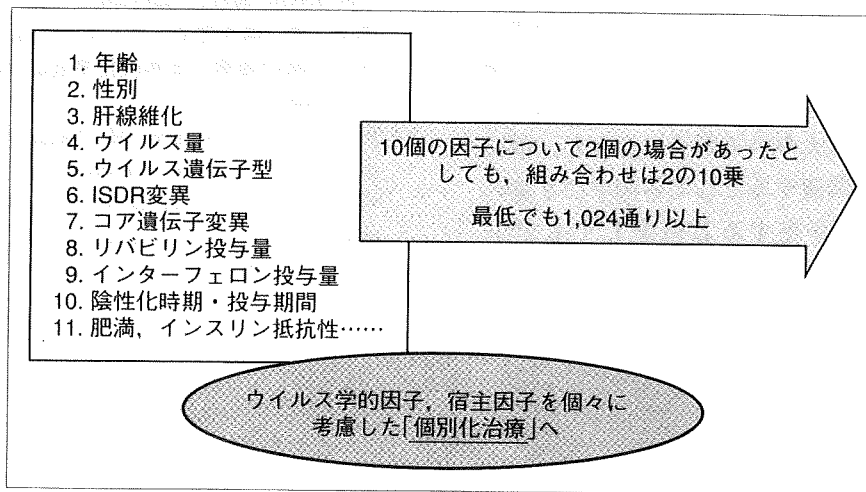 1. 年齢
2. 性別
3. 肝線維化
4. ウイルス量
5. ウイルス遺伝子型
6. ISDR変異
7. コア遺伝子変異
8. リバビリン投与量
9. インターフェロン投与量
10. 陰性化時期・投与期間
11. 肥満，インスリン抵抗性……
10個の因子について2個の場合があったと
しても，組み合わせは2の10乗
最低でも1,024通り以上
ウイルス学的因子，宿主因子を個々に
考慮した「個別化治療」へ